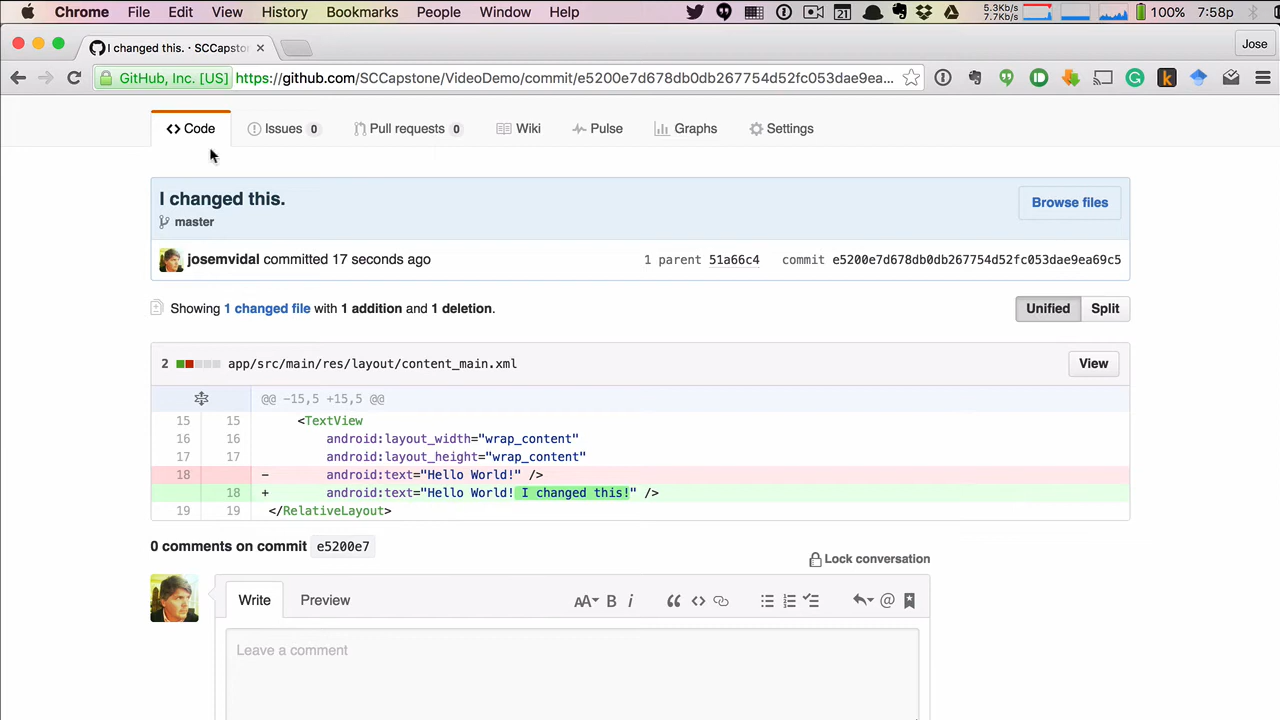 Chrome File Edit View History Bookmarks People Window Help 21 5.3KB/s 7.7KB/s 100% 7:58p
I changed this. · SCCapsto Jose
GitHub, Inc. [US] https://github.com/SCCapstone/VideoDemo/commit/e5200e7d678db0db267754d52fc053dae9ea...
Code Issues 0 Pull requests 0 Wiki Pulse Graphs Settings
I changed this. Browse files
master
josemvidal committed 17 seconds ago 1 parent 51a66c4 commit e5200e7d678db0db267754d52fc053dae9ea69c5
Showing 1 changed file with 1 addition and 1 deletion. Unified Split
2 app/src/main/res/layout/content_main.xml View
@@ -15,5 +15,5 @@
15 15 <TextView
16 16 android:layout_width="wrap_content"
17 17 android:layout_height="wrap_content"
18 - android:text="Hello World!" />
18 + android:text="Hello World! I changed this!" />
19 19 </RelativeLayout>
0 comments on commit e5200e7
Lock conversation
Write Preview AA B i @
Leave a comment